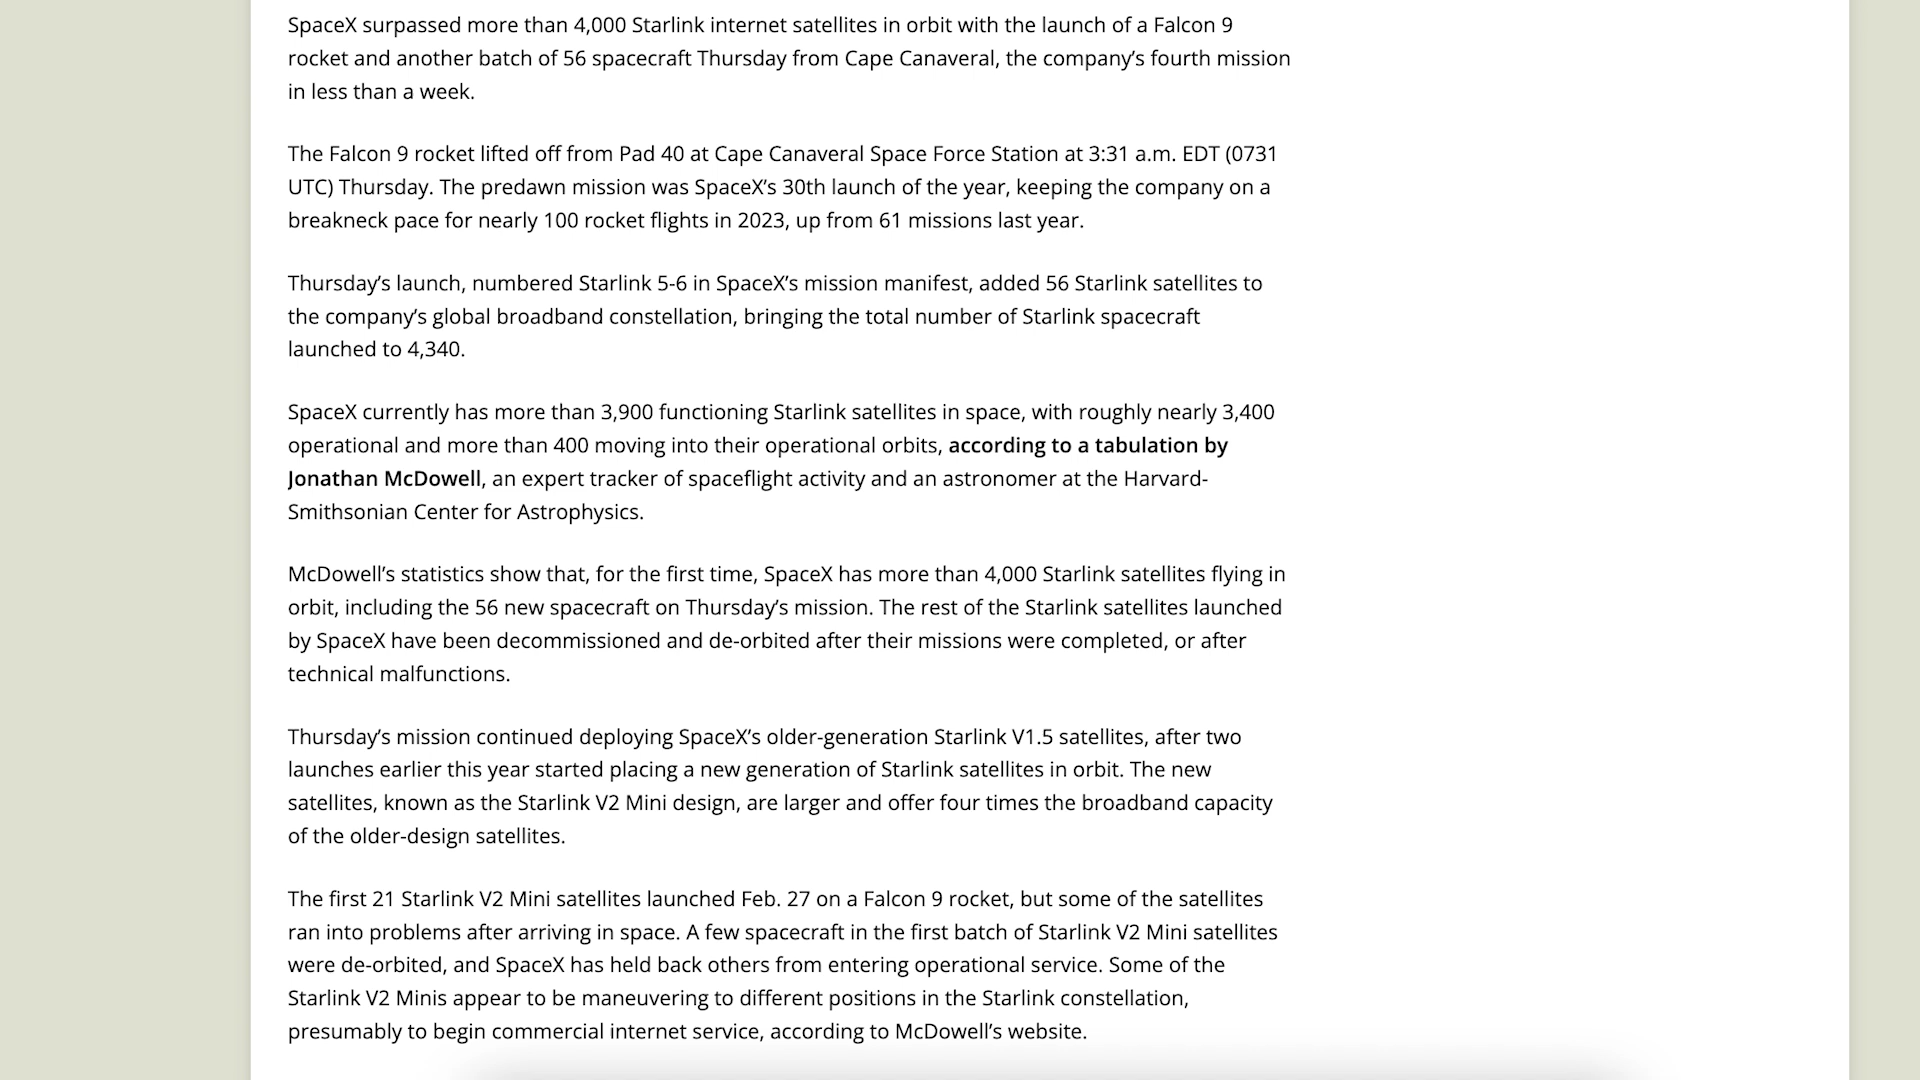 SpaceX surpassed more than 4,000 Starlink internet satellites in orbit with the launch of a Falcon 9
rocket and another batch of 56 spacecraft Thursday from Cape Canaveral, the company’s fourth mission
in less than a week.
The Falcon 9 rocket lifted off from Pad 40 at Cape Canaveral Space Force Station at 3:31 a.m. EDT (0731
UTC) Thursday. The predawn mission was SpaceX’s 30th launch of the year, keeping the company on a
breakneck pace for nearly 100 rocket flights in 2023, up from 61 missions last year.
Thursday’s launch, numbered Starlink 5-6 in SpaceX’s mission manifest, added 56 Starlink satellites to
the company’s global broadband constellation, bringing the total number of Starlink spacecraft
launched to 4,340.
SpaceX currently has more than 3,900 functioning Starlink satellites in space, with roughly nearly 3,400
operational and more than 400 moving into their operational orbits, according to a tabulation by
Jonathan McDowell, an expert tracker of spaceflight activity and an astronomer at the Harvard-
Smithsonian Center for Astrophysics.
McDowell’s statistics show that, for the first time, SpaceX has more than 4,000 Starlink satellites flying in
orbit, including the 56 new spacecraft on Thursday’s mission. The rest of the Starlink satellites launched
by SpaceX have been decommissioned and de-orbited after their missions were completed, or after
technical malfunctions.
Thursday’s mission continued deploying SpaceX’s older-generation Starlink V1.5 satellites, after two
launches earlier this year started placing a new generation of Starlink satellites in orbit. The new
satellites, known as the Starlink V2 Mini design, are larger and offer four times the broadband capacity
of the older-design satellites.
The first 21 Starlink V2 Mini satellites launched Feb. 27 on a Falcon 9 rocket, but some of the satellites
ran into problems after arriving in space. A few spacecraft in the first batch of Starlink V2 Mini satellites
were de-orbited, and SpaceX has held back others from entering operational service. Some of the
Starlink V2 Minis appear to be maneuvering to different positions in the Starlink constellation,
presumably to begin commercial internet service, according to McDowell’s website.